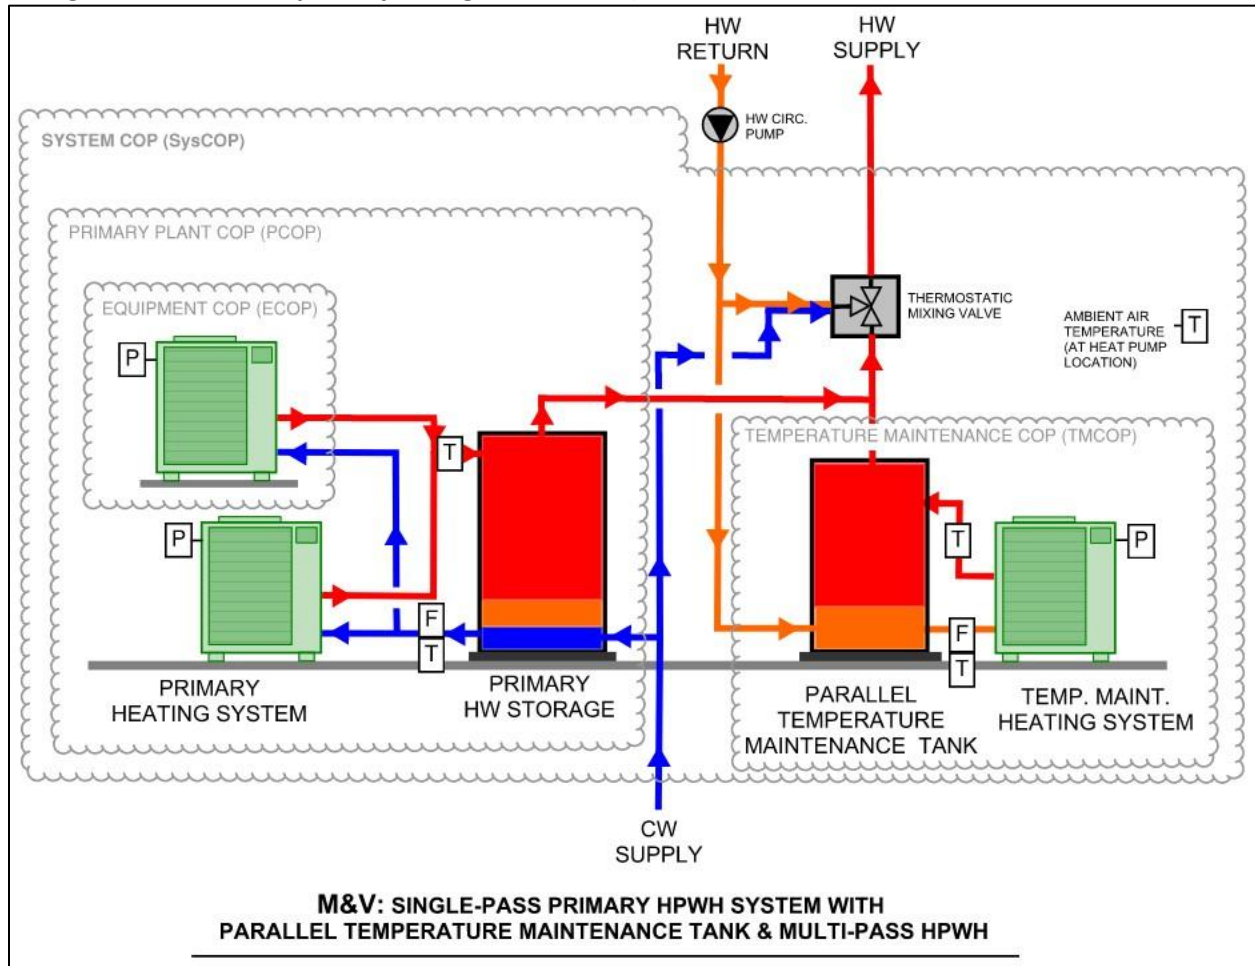 HW
RETURN
HW
SUPPLY
HW CIRC.
PUMP
SYSTEM COP (SysCOP)
PRIMARY PLANT COP (PCOP)
EQUIPMENT COP (ECOP)
THERMOSTATIC
MIXING VALVE
AMBIENT AIR
TEMPERATURE
(AT HEAT PUMP
LOCATION)
T
P
TEMPERATURE MAINTENANCE COP (TMCOP)
T
P
T
P
F
T
F
T
PRIMARY
HEATING SYSTEM
PRIMARY
HW STORAGE
PARALLEL
TEMPERATURE
MAINTENANCE TANK
TEMP. MAINT.
HEATING SYSTEM
CW
SUPPLY
M&V: SINGLE-PASS PRIMARY HPWH SYSTEM WITH
PARALLEL TEMPERATURE MAINTENANCE TANK & MULTI-PASS HPWH